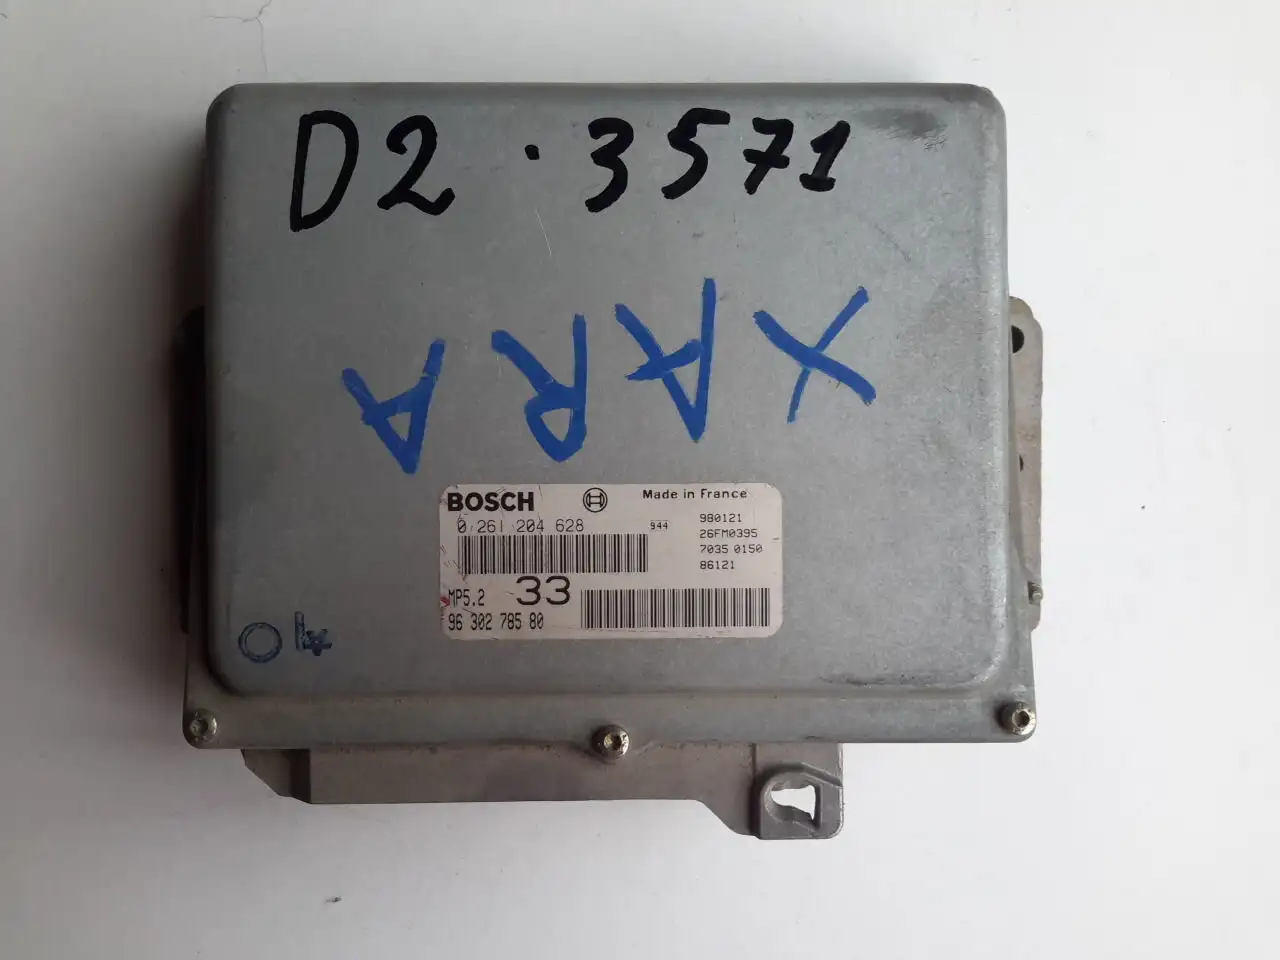 D2 · 3571
XARA
BOSCH
Made in France
0 261 204 628
944
980121
26FM0395
7035 0150
86121
MP5.2
33
96 302 785 80